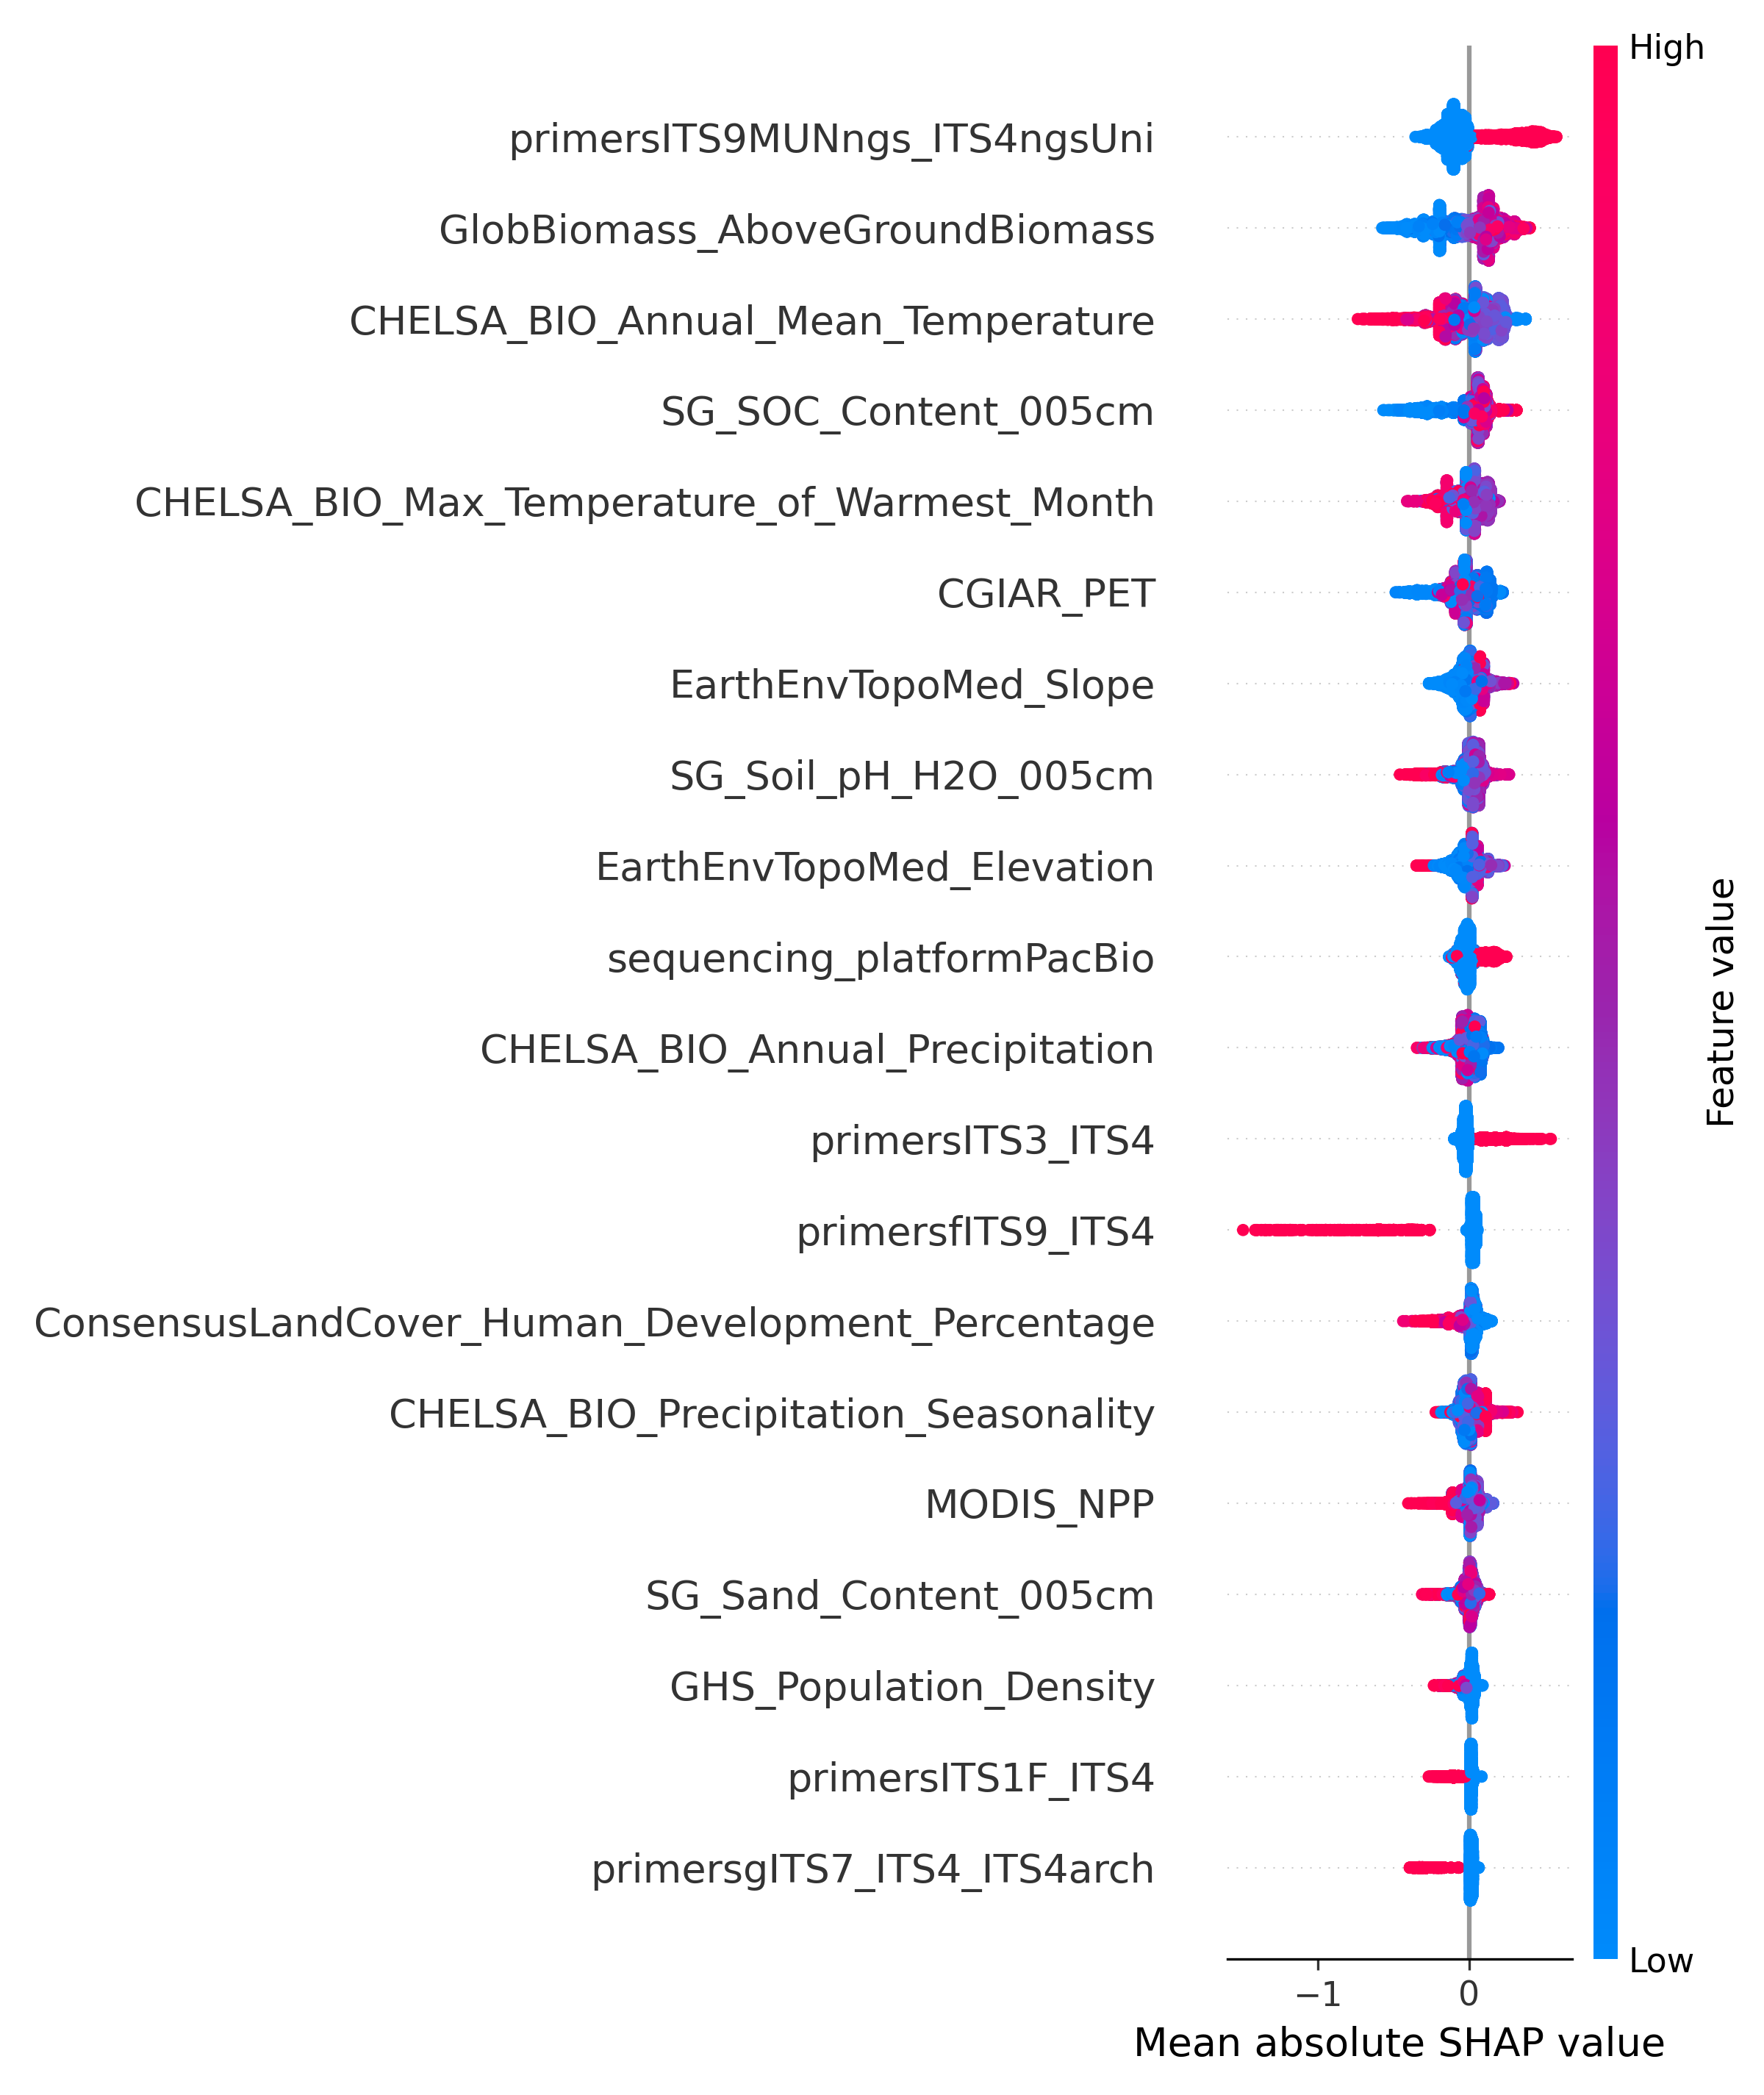 High
primersITS9MUNngs_ITS4ngsUni
GlobBiomass_AboveGroundBiomass
CHELSA_BIO_Annual_Mean_Temperature
SG_SOC_Content_005cm
CHELSA_BIO_Max_Temperature_of_Warmest_Month
CGIAR_PET
EarthEnvTopoMed_Slope
SG_Soil_pH_H2O_005cm
EarthEnvTopoMed_Elevation
sequencing_platformPacBio
CHELSA_BIO_Annual_Precipitation
primersITS3_ITS4
primersfITS9_ITS4
ConsensusLandCover_Human_Development_Percentage
CHELSA_BIO_Precipitation_Seasonality
MODIS_NPP
SG_Sand_Content_005cm
GHS_Population_Density
primersITS1F_ITS4
primersgITS7_ITS4_ITS4arch
Feature value
Low
−1 0
Mean absolute SHAP value